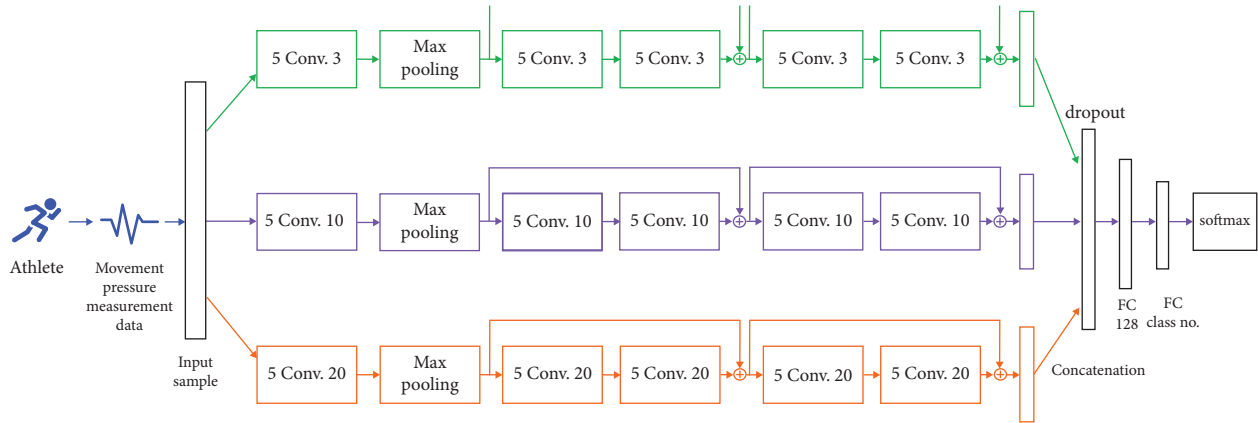 5 Conv. 3
Max
pooling
5 Conv. 3
5 Conv. 3
5 Conv. 3
5 Conv. 3
dropout
Athlete
Movement
pressure
measurement
data
Input
sample
5 Conv. 10
Max
pooling
5 Conv. 10
5 Conv. 10
5 Conv. 10
5 Conv. 10
softmax
FC
128
FC
class no.
5 Conv. 20
Max
pooling
5 Conv. 20
5 Conv. 20
5 Conv. 20
5 Conv. 20
Concatenation